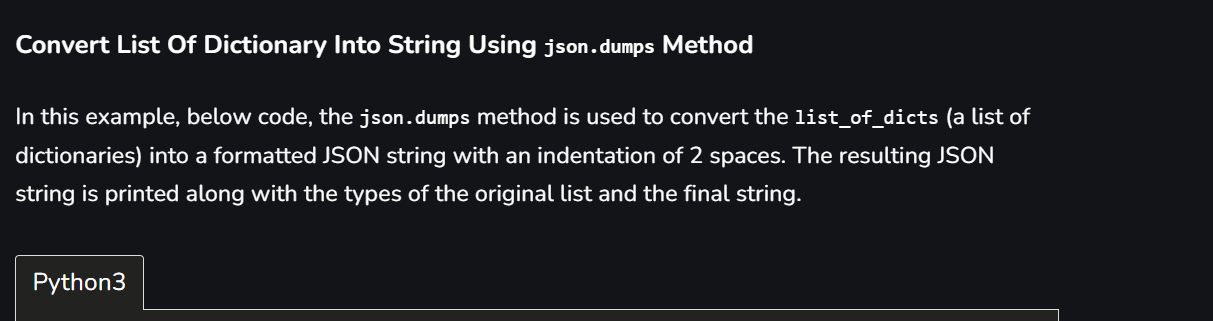 Convert List Of Dictionary Into String Using json.dumps Method
In this example, below code, the json.dumps method is used to convert the list_of_dicts (a list of
dictionaries) into a formatted JSON string with an indentation of 2 spaces. The resulting JSON
string is printed along with the types of the original list and the final string.
Python3